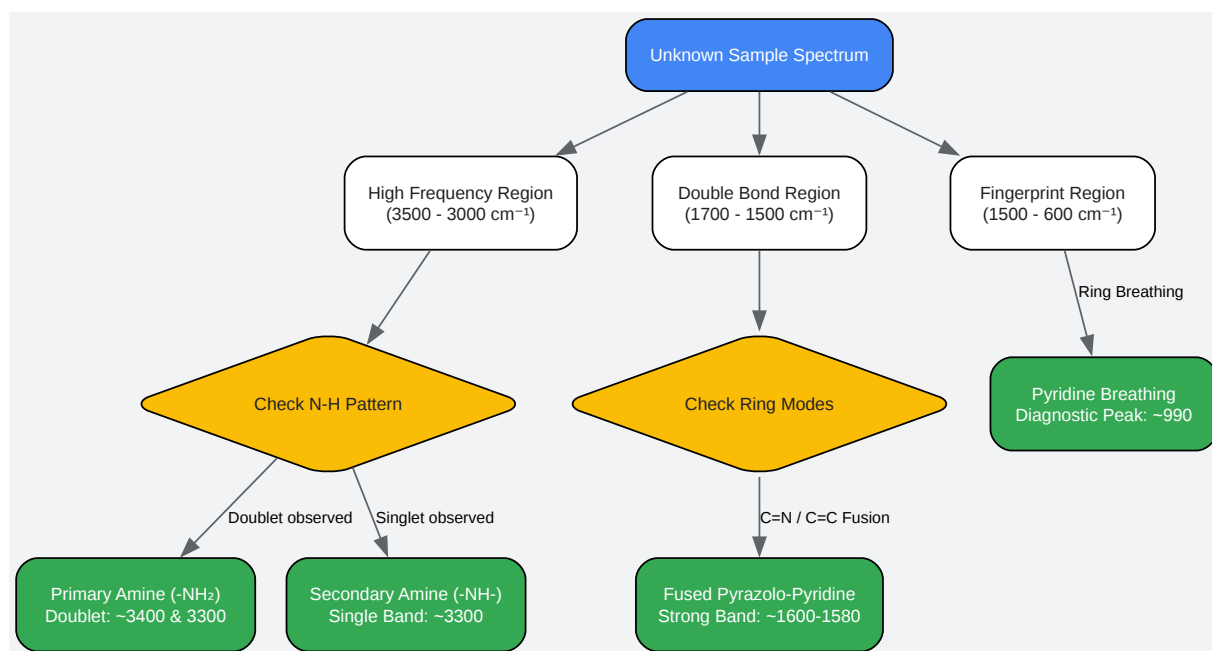 Unknown Sample Spectrum
High Frequency Region
(3500 - 3000 cm⁻¹)
Double Bond Region
(1700 - 1500 cm⁻¹)
Fingerprint Region
(1500 - 600 cm⁻¹)
Ring Breathing
Check N-H Pattern
Check Ring Modes
Pyridine Breathing
Diagnostic Peak: ~990
Doublet observed
Singlet observed
C=N / C=C Fusion
Primary Amine (-NH₂)
Doublet: ~3400 & 3300
Secondary Amine (-NH-)
Single Band: ~3300
Fused Pyrazolo-Pyridine
Strong Band: ~1600-1580